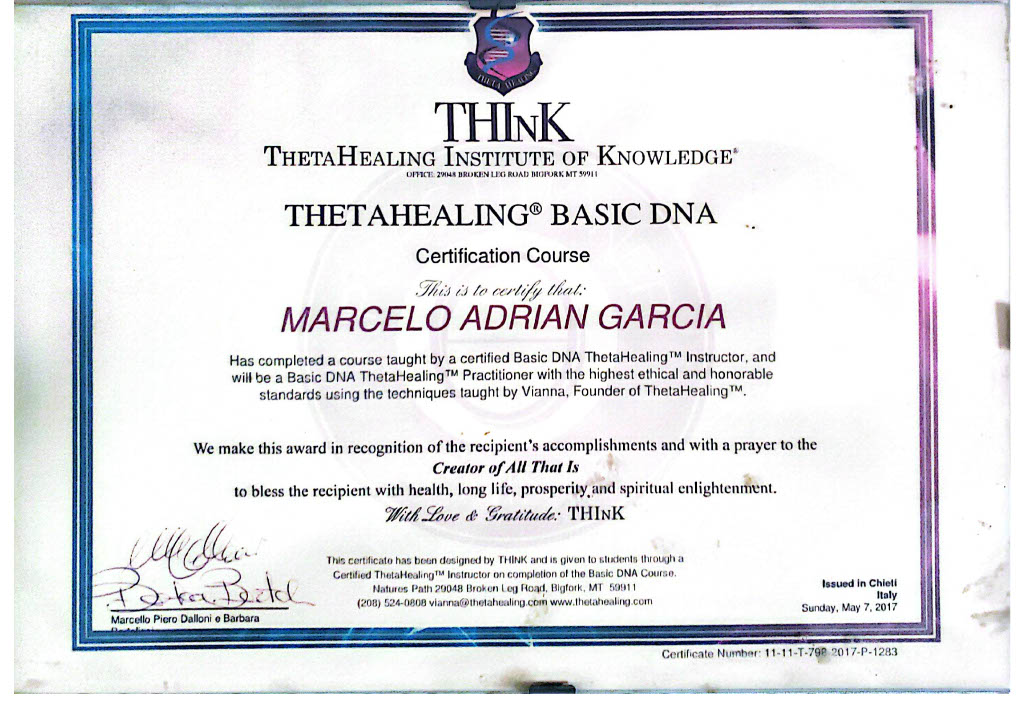 THETA HEALING
THInK
THETAHEALING INSTITUTE OF KNOWLEDGE®
OFFICE: 29048 BROKEN LEG ROAD BIGFORK MT 59911
THETAHEALING® BASIC DNA
Certification Course
This is to certify that:
MARCELO ADRIAN GARCIA
Has completed a course taught by a certified Basic DNA ThetaHealing™ Instructor, and
will be a Basic DNA ThetaHealing™ Practitioner with the highest ethical and honorable
standards using the techniques taught by Vianna, Founder of ThetaHealing™.
We make this award in recognition of the recipient's accomplishments and with a prayer to the
Creator of All That Is
to bless the recipient with health, long life, prosperity and spiritual enlightenment.
With Love & Gratitude: THInK
This certificate has been designed by THINK and is given to students through a
Certified ThetaHealing™ Instructor on completion of the Basic DNA Course.
Natures Path 29048 Broken Leg Road, Bigfork, MT 59911
(208) 524-0808 vianna@thetahealing.com www.thetahealing.com
Marcello Piero Dalloni e Barbara
Issued in Chieti
Italy
Sunday, May 7, 2017
Certificate Number: 11-11-T-798-2017-P-1283